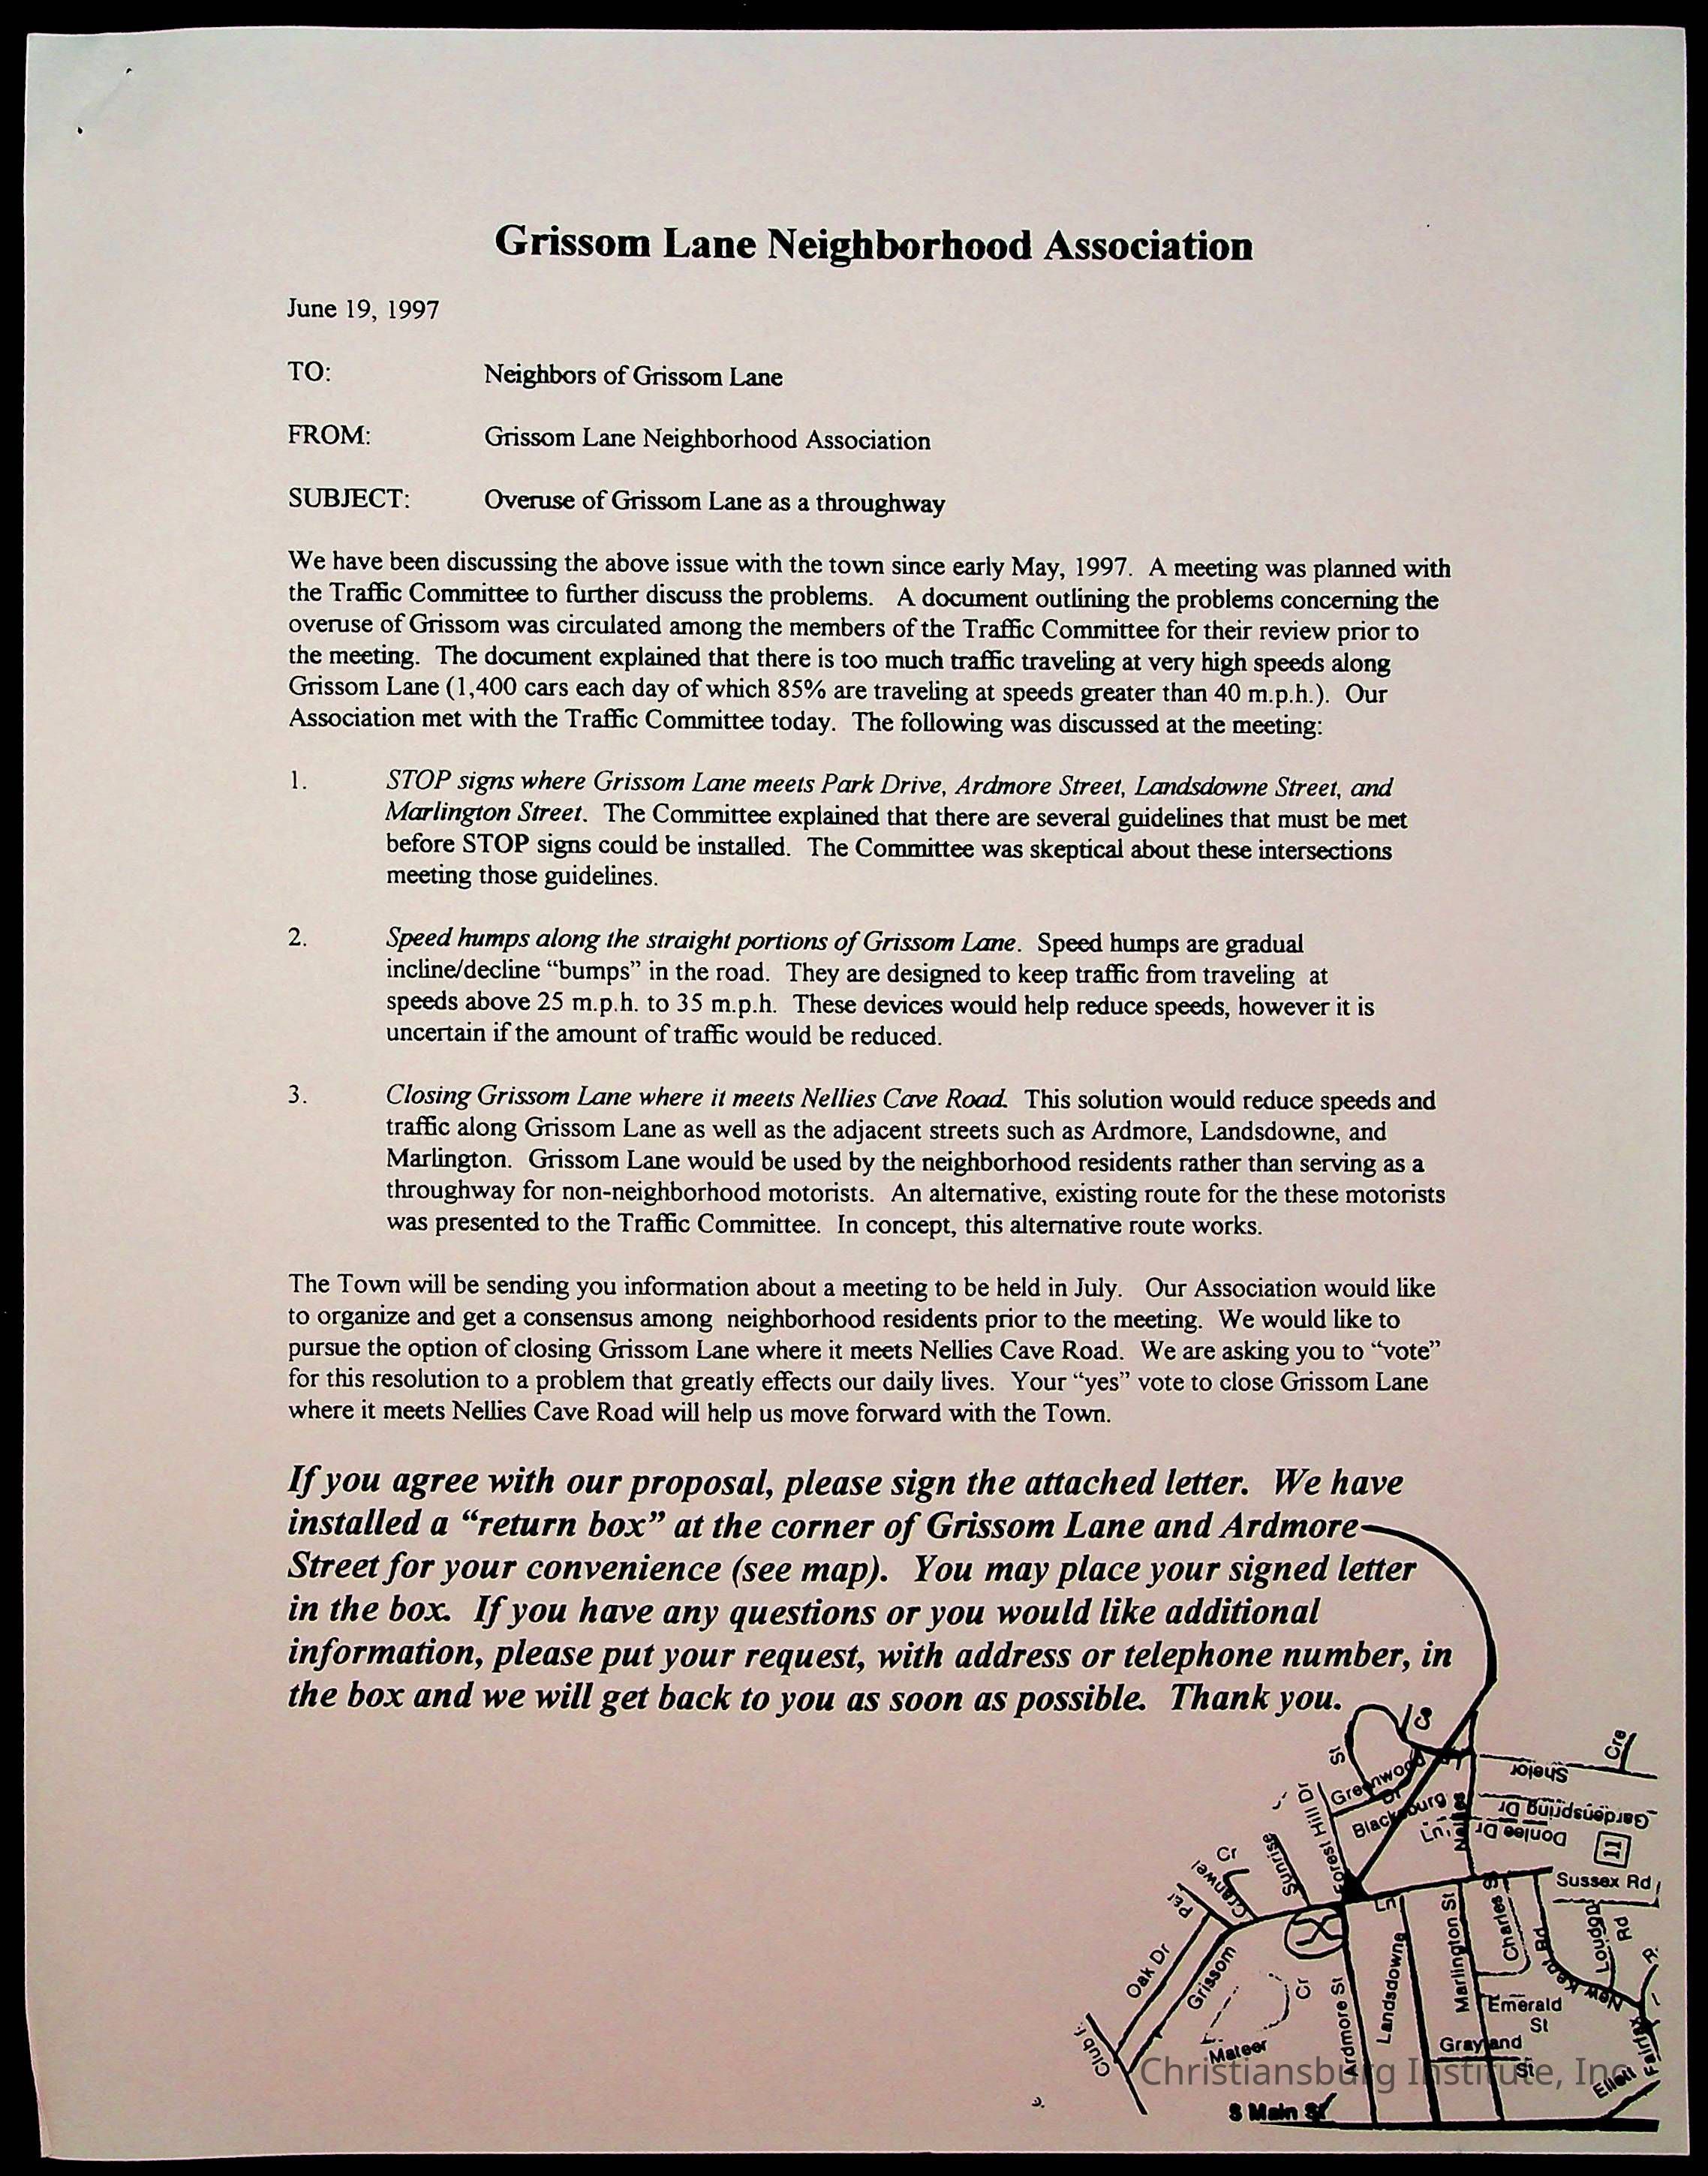 Grissom Lane Neighborhood Association
June 19, 1997
TO: Neighbors of Grissom Lane
FROM: Grissom Lane Neighborhood Association
SUBJECT: Overuse of Grissom Lane as a throughway
We have been discussing the above issue with the town since early May, 1997. A meeting was planned with
the Traffic Committee to further discuss the problems. A document outlining the problems concerning the
overuse of Grissom was circulated among the members of the Traffic Committee for their review prior to
the meeting. The document explained that there is too much traffic traveling at very high speeds along
Grissom Lane (1,400 cars each day of which 85% are traveling at speeds greater than 40 m.p.h.). Our
Association met with the Traffic Committee today. The following was discussed at the meeting:
1. STOP signs where Grissom Lane meets Park Drive, Ardmore Street, Landsdowne Street, and
Marlington Street. The Committee explained that there are several guidelines that must be met
before STOP signs could be installed. The Committee was skeptical about these intersections
meeting those guidelines.
2. Speed humps along the straight portions of Grissom Lane. Speed humps are gradual
incline/decline “bumps” in the road. They are designed to keep traffic from traveling at
speeds above 25 m.p.h. to 35 m.p.h. These devices would help reduce speeds, however it is
uncertain if the amount of traffic would be reduced.
3. Closing Grissom Lane where it meets Nellies Cave Road. This solution would reduce speeds and
traffic along Grissom Lane as well as the adjacent streets such as Ardmore, Landsdowne, and
Marlington. Grissom Lane would be used by the neighborhood residents rather than serving as a
throughway for non-neighborhood motorists. An alternative, existing route for the these motorists
was presented to the Traffic Committee. In concept, this alternative route works.
The Town will be sending you information about a meeting to be held in July. Our Association would like
to organize and get a consensus among neighborhood residents prior to the meeting. We would like to
pursue the option of closing Grissom Lane where it meets Nellies Cave Road. We are asking you to “vote”
for this resolution to a problem that greatly effects our daily lives. Your “yes” vote to close Grissom Lane
where it meets Nellies Cave Road will help us move forward with the Town.
If you agree with our proposal, please sign the attached letter. We have
installed a “return box” at the corner of Grissom Lane and Ardmore
Street for your convenience (see map). You may place your signed letter
in the box. If you have any questions or you would like additional
information, please put your request, with address or telephone number, in
the box and we will get back to you as soon as possible. Thank you.
St
Greenwood
Dr
Cre
Shelor
Gardenspring Dr
Donlee Dr
11
Blacksburg
Ln
Nellies
Forest Hill Dr
Sunrise
Cr
Sussex Rd
Ln
Charles St
Marlington St
Loudon
Rd
New Kent Rd
Oak Dr
Grissom
Cr
Mateer
Ardmore St
Landsdowne
Emerald
St
Grayland
St
Fairfax
Ellett
Club
S Main St
Christiansburg Institute, Inc